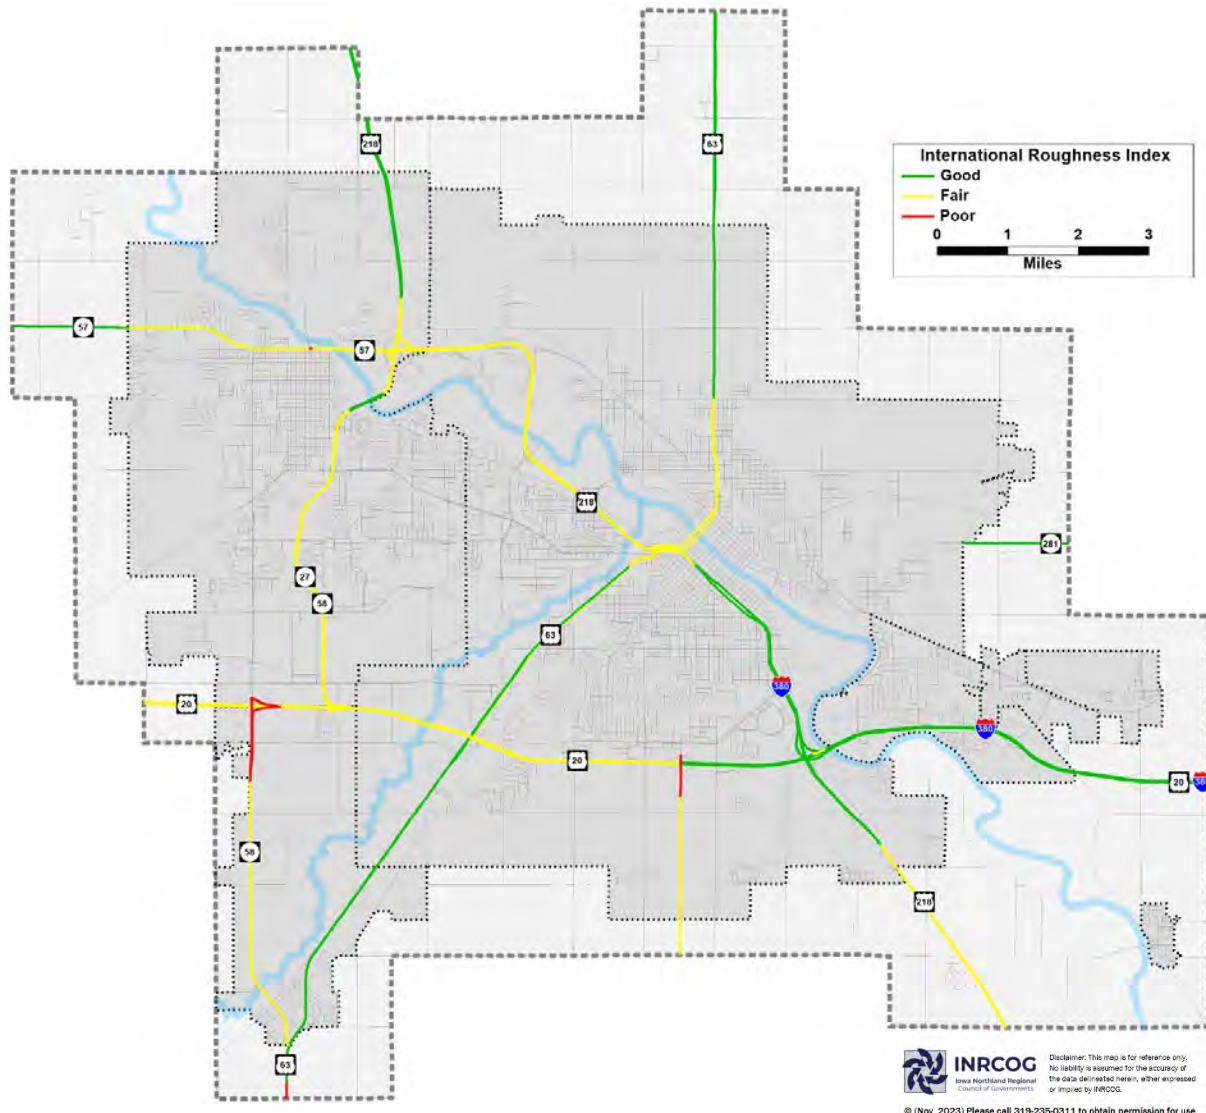 218
63
International Roughness Index
Good
Fair
Poor
0 1 2 3
Miles
57
57
218
281
27
58
63
380
20
380
20
20
380
58
218
63
INRCOG
Iowa Northland Regional
Council of Governments
Disclaimer: This map is for reference only.
No liability is assumed for the accuracy of
the data delineated herein, either expressed
or implied by INRCOG.
© (Nov. 2023) Please call 319-235-0311 to obtain permission for use.